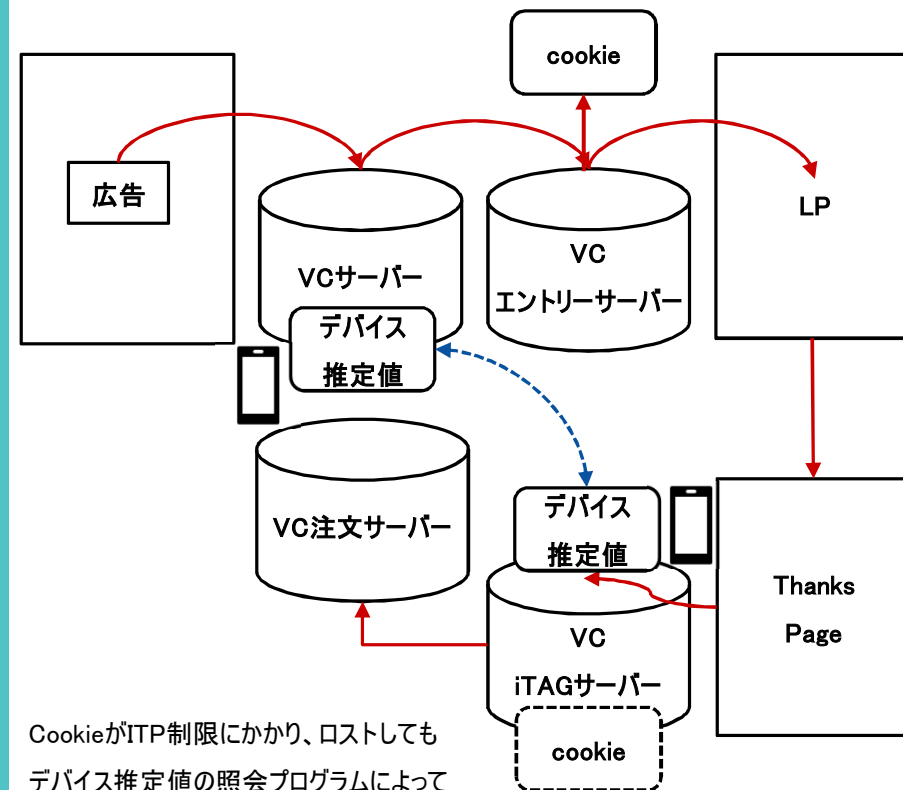 cookie
広告
VCサーバー
デバイス
推定値
VC
エントリーサーバー
LP
VC注文サーバー
デバイス
推定値
VC
iTAGサーバー
cookie
Thanks
Page
CookieがITP制限にかかり、ロストしても
デバイス推定値の照会プログラムによって